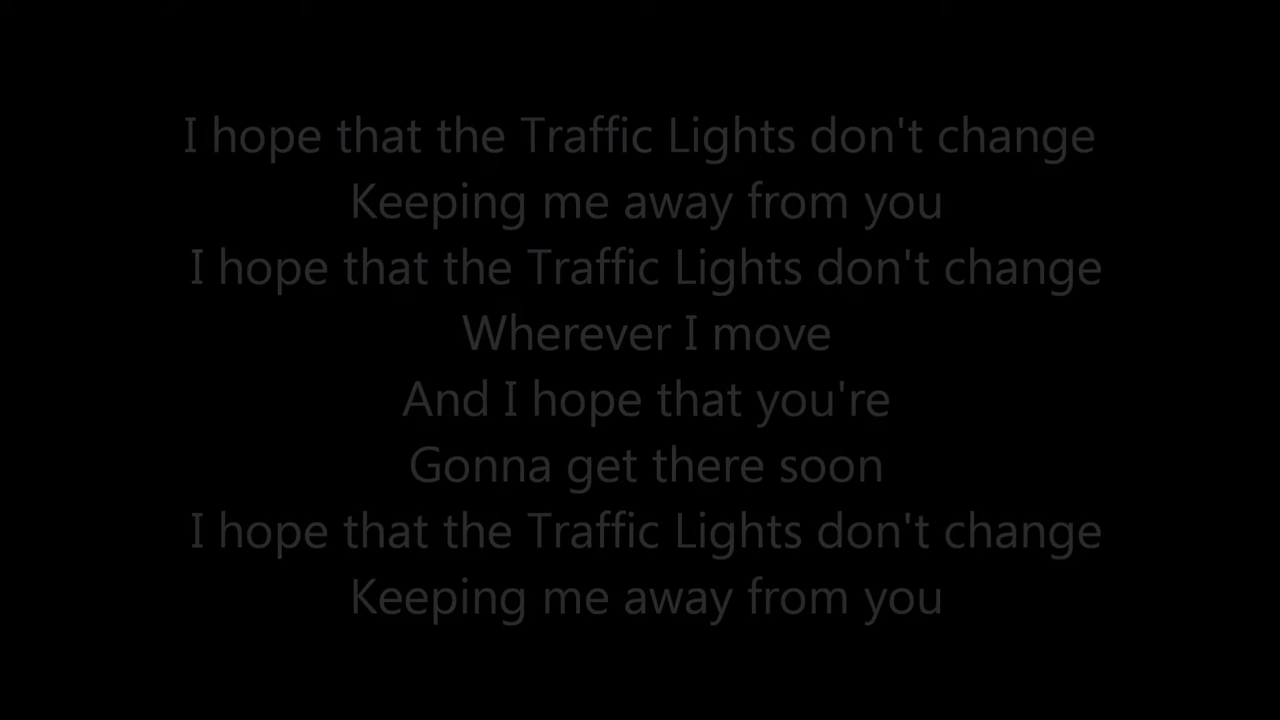 I hope that the Traffic Lights don't change
Keeping me away from you
I hope that the Traffic Lights don't change
Wherever I move
And I hope that you're
Gonna get there soon
I hope that the Traffic Lights don't change
Keeping me away from you